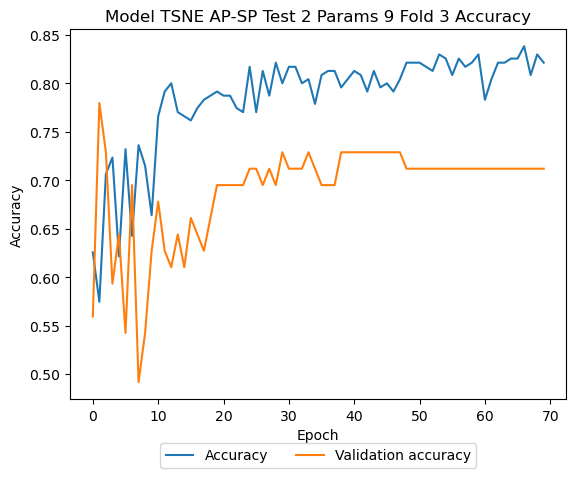 Model TSNE AP-SP Test 2 Params 9 Fold 3 Accuracy
0.85
0.80
0.75
0.70
0.65
0.60
0.55
0.50
Accuracy
0 10 20 30 40 50 60 70
Epoch
Accuracy Validation accuracy